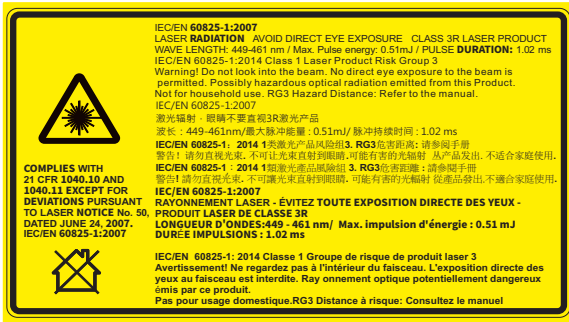 IEC/EN 60825-1:2007
LASER RADIATION AVOID DIRECT EYE EXPOSURE CLASS 3R LASER PRODUCT
WAVE LENGTH: 449-461 nm / Max. Pulse energy: 0.51mJ / PULSE DURATION: 1.02 ms
IEC/EN 60825-1:2014 Class 1 Laser Product Risk Group 3
Warning! Do not look into the beam. No direct eye exposure to the beam is
permitted. Possibly hazardous optical radiation emitted from this Product.
Not for household use. RG3 Hazard Distance: Refer to the manual.
IEC/EN 60825-1:2007
激光辐射，眼睛不要直视3R激光产品
波长：449-461nm/最大脉冲能量：0.51mJ/ 脉冲持续时间：1.02 ms
IEC/EN 60825-1：2014 1类激光产品风险组3. RG3危害距离: 请参阅手册
警告！请勿直视光束. 不可让光束直射到眼睛. 可能有害的光辐射 从产品发出. 不适合家庭使用.
IEC/EN 60825-1：2014 1類激光產品風險組 3. RG3危害距離：請參閱手冊
警告! 請勿直視光束. 不可讓光束直射到眼睛. 可能有害的光輻射 從產品發出. 不適合家庭使用.
IEC/EN 60825-1:2007
RAYONNEMENT LASER - ÉVITEZ TOUTE EXPOSITION DIRECTE DES YEUX -
PRODUIT LASER DE CLASSE 3R
LONGUEUR D'ONDES:449 - 461 nm/ Max. impulsion d'énergie : 0.51 mJ
DURÉE IMPULSIONS : 1.02 ms
IEC/EN 60825-1: 2014 Classe 1 Groupe de risque de produit laser 3
Avertissement! Ne regardez pas à l'intérieur du faisceau. L'exposition directe des
yeux au faisceau est interdite. Ray onnement optique potentiellement dangereux
émis par ce produit.
Pas pour usage domestique.RG3 Distance à risque: Consultez le manuel
COMPLIES WITH
21 CFR 1040.10 AND
1040.11 EXCEPT FOR
DEVIATIONS PURSUANT
TO LASER NOTICE No. 50,
DATED JUNE 24, 2007.
IEC/EN 60825-1:2007